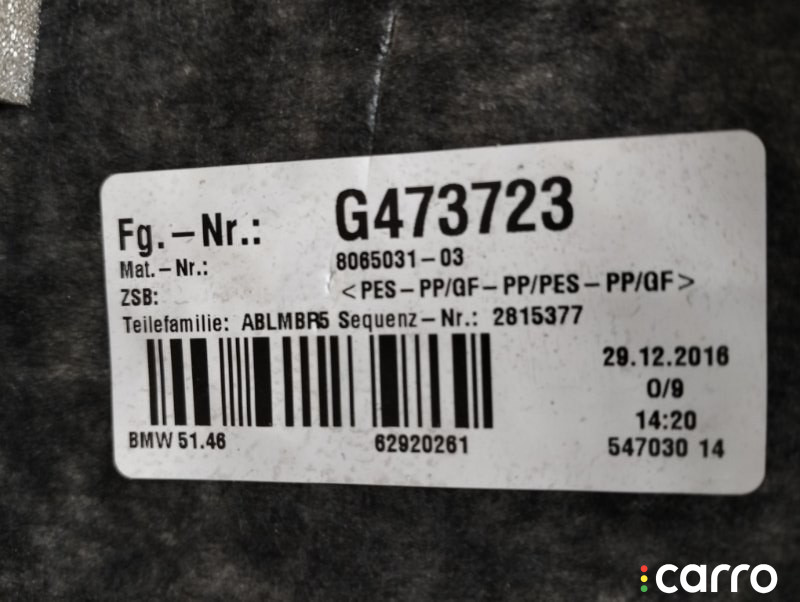 Fg.-Nr.: G473723
Mat.-Nr.: 8065031-03
ZSB: <PES-PP/GF-PP/PES-PP/GF>
Teilefamilie: ABLMBR5 Sequenz-Nr.: 2815377
29.12.2016
0/9
14:20
BMW 51.46 62920261 547030 14
carro